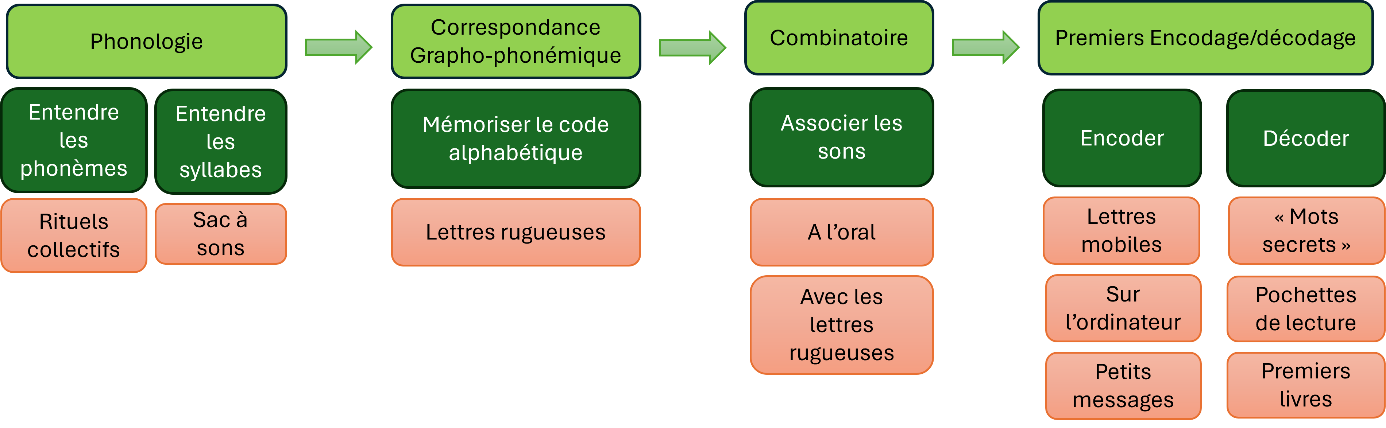 Phonologie
Correspondance
Grapho-phonémique
Combinatoire
Premiers Encodage/décodage
Entendre
les
phonèmes
Entendre
les
syllabes
Mémoriser le code
alphabétique
Associer les
sons
Encoder
Décoder
Rituels
collectifs
Sac à
sons
Lettres rugueuses
A l’oral
Avec les
lettres
rugueuses
Lettres
mobiles
« Mots
secrets »
Sur
l’ordinateur
Pochettes
de lecture
Petits
messages
Premiers
livres